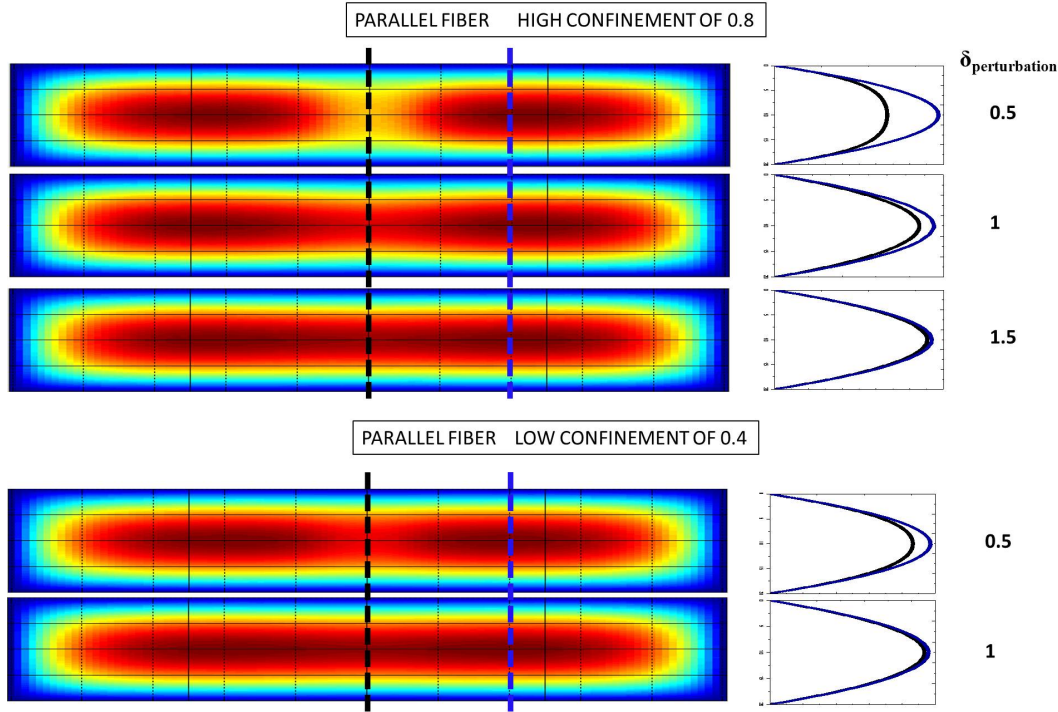 PARALLEL FIBER HIGH CONFINEMENT OF 0.8
δperturbation
0.5
1
1.5
PARALLEL FIBER LOW CONFINEMENT OF 0.4
0.5
1